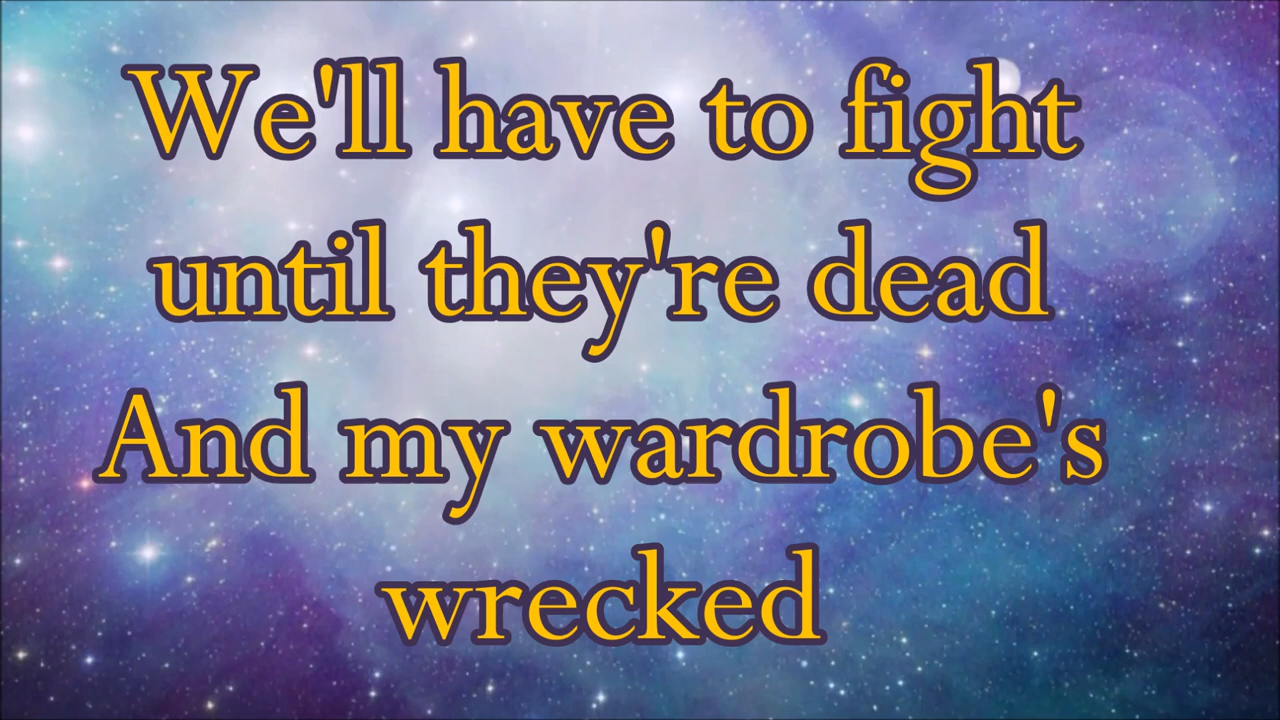 We'll have to fight
until they're dead
And my wardrobe's
wrecked